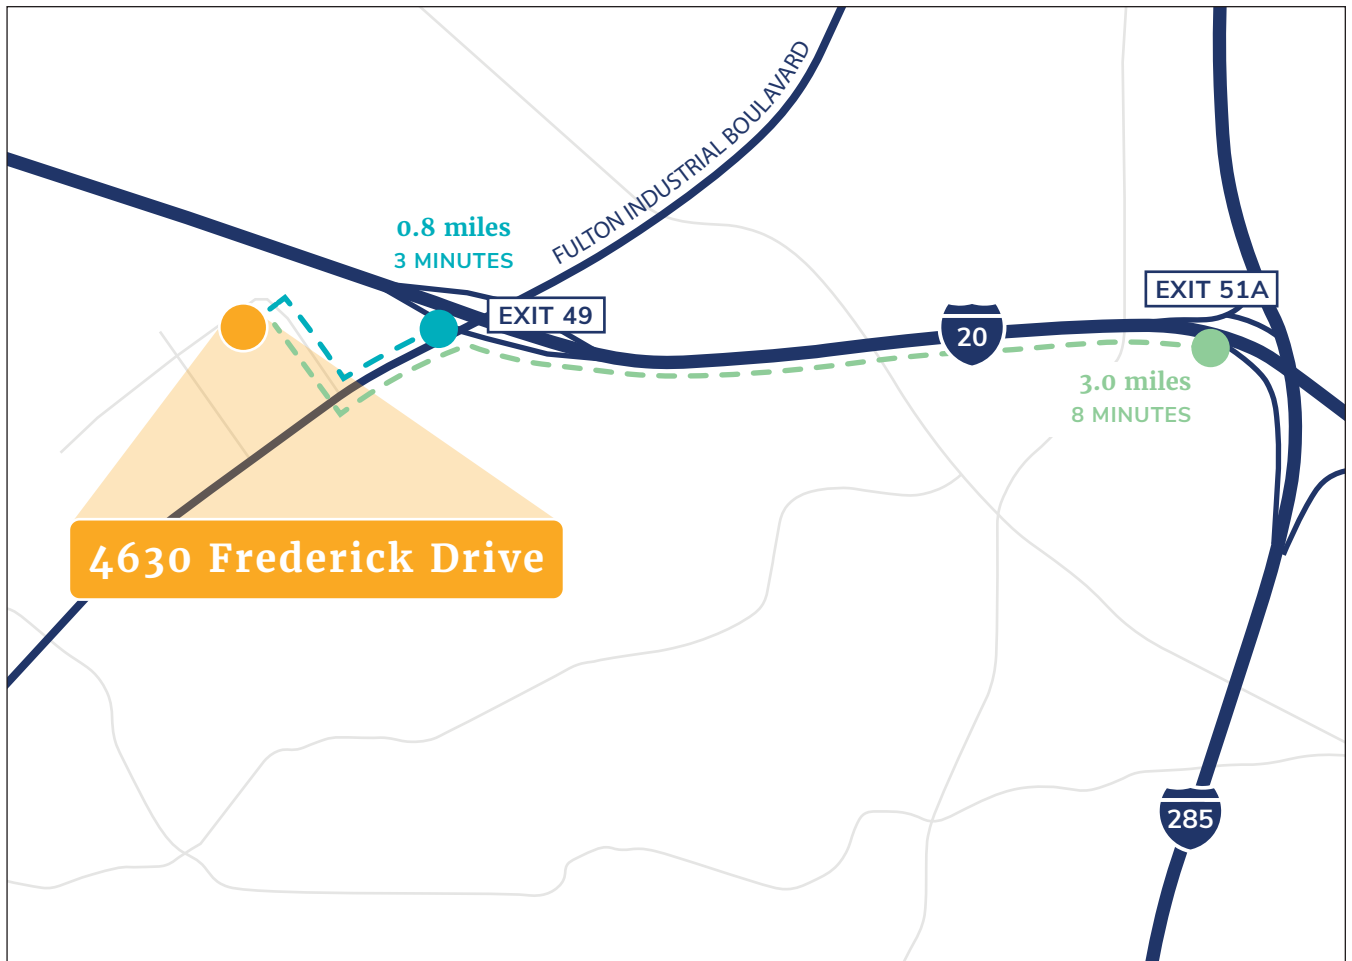 FULTON INDUSTRIAL BOULAVARD
0.8 miles
3 MINUTES
EXIT 49
EXIT 51A
20
3.0 miles
8 MINUTES
4630 Frederick Drive
285